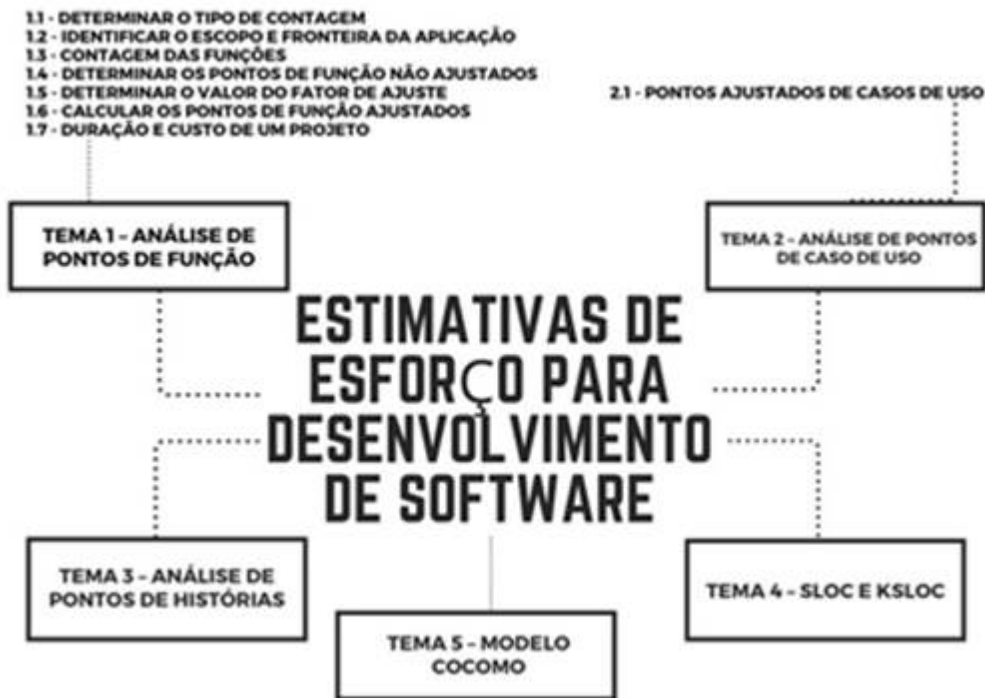 1.1 - DETERMINAR O TIPO DE CONTAGEM
1.2 - IDENTIFICAR O ESCOPO E FRONTEIRA DA APLICAÇÃO
1.3 - CONTAGEM DAS FUNÇÕES
1.4 - DETERMINAR OS PONTOS DE FUNÇÃO NÃO AJUSTADOS
1.5 - DETERMINAR O VALOR DO FATOR DE AJUSTE
1.6 - CALCULAR OS PONTOS DE FUNÇÃO AJUSTADOS
1.7 - DURAÇÃO E CUSTO DE UM PROJETO
2.1 - PONTOS AJUSTADOS DE CASOS DE USO
TEMA 1 - ANÁLISE DE
PONTOS DE FUNÇÃO
TEMA 2 - ANÁLISE DE PONTOS
DE CASO DE USO
ESTIMATIVAS DE
ESFORÇO PARA
DESENVOLVIMENTO
DE SOFTWARE
TEMA 3 - ANÁLISE DE
PONTOS DE HISTÓRIAS
TEMA 4 - SLOC E KSLOC
TEMA 5 - MODELO
COCOMO